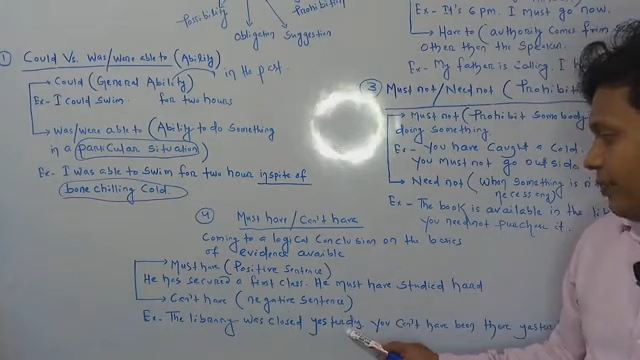 Possibility
Obligation
Suggestion
Prohibition
① Could Vs. Was/were able to (Ability)
Could (General Ability) in the past.
Ex- I could swim for two hours
Was/were able to (Ability to do something
in a particular situation)
Ex- I was able to swim for two hour inspite of
bone chilling cold.
Ex- It's 6 pm. I must go now.
Have to (authority comes from s
other than the speaker.
Ex- My father is calling. I h
③ Must not/Need not (Prohibit
Must not (Prohibit somebody
doing something.
Ex- You have caught a cold.
You must not go out side
Need not (When something is n
necessary)
Ex- The book is available in the lib
You need not purchase it.
④ Must have/Can't have
Coming to a logical conclusion on the basics
of evidence avaible
Must have (Positive sentence)
He has secured a first class. He must have studied hard
Can't have (negative sentence)
Ex- The library was closed yesterday. You can't have been there yester